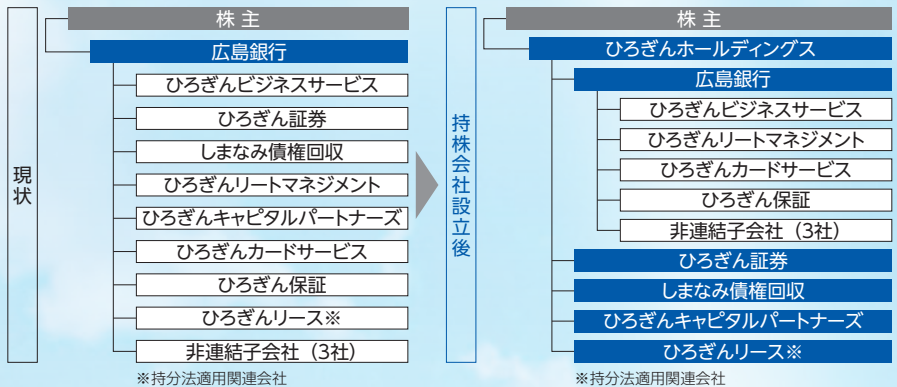 現状
株主
広島銀行
ひろぎんビジネスサービス
ひろぎん証券
しまなみ債権回収
ひろぎんリートマネジメント
ひろぎんキャピタルパートナーズ
ひろぎんカードサービス
ひろぎん保証
ひろぎんリース※
非連結子会社（3社）
※持分法適用関連会社
持株会社設立後
株主
ひろぎんホールディングス
広島銀行
ひろぎんビジネスサービス
ひろぎんリートマネジメント
ひろぎんカードサービス
ひろぎん保証
非連結子会社（3社）
ひろぎん証券
しまなみ債権回収
ひろぎんキャピタルパートナーズ
ひろぎんリース※
※持分法適用関連会社